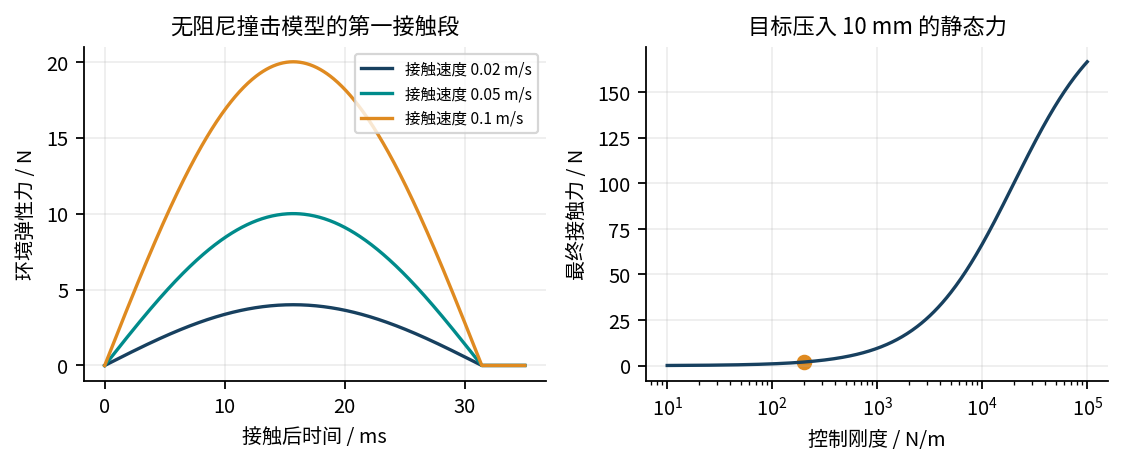 无阻尼撞击模型的第一接触段
环境弹性力 / N
20
15
10
5
0
接触速度 0.02 m/s
接触速度 0.05 m/s
接触速度 0.1 m/s
0 10 20 30
接触后时间 / ms
目标压入 10 mm 的静态力
最终接触力 / N
150
125
100
75
50
25
0
10¹ 10² 10³ 10⁴ 10⁵
控制刚度 / N/m